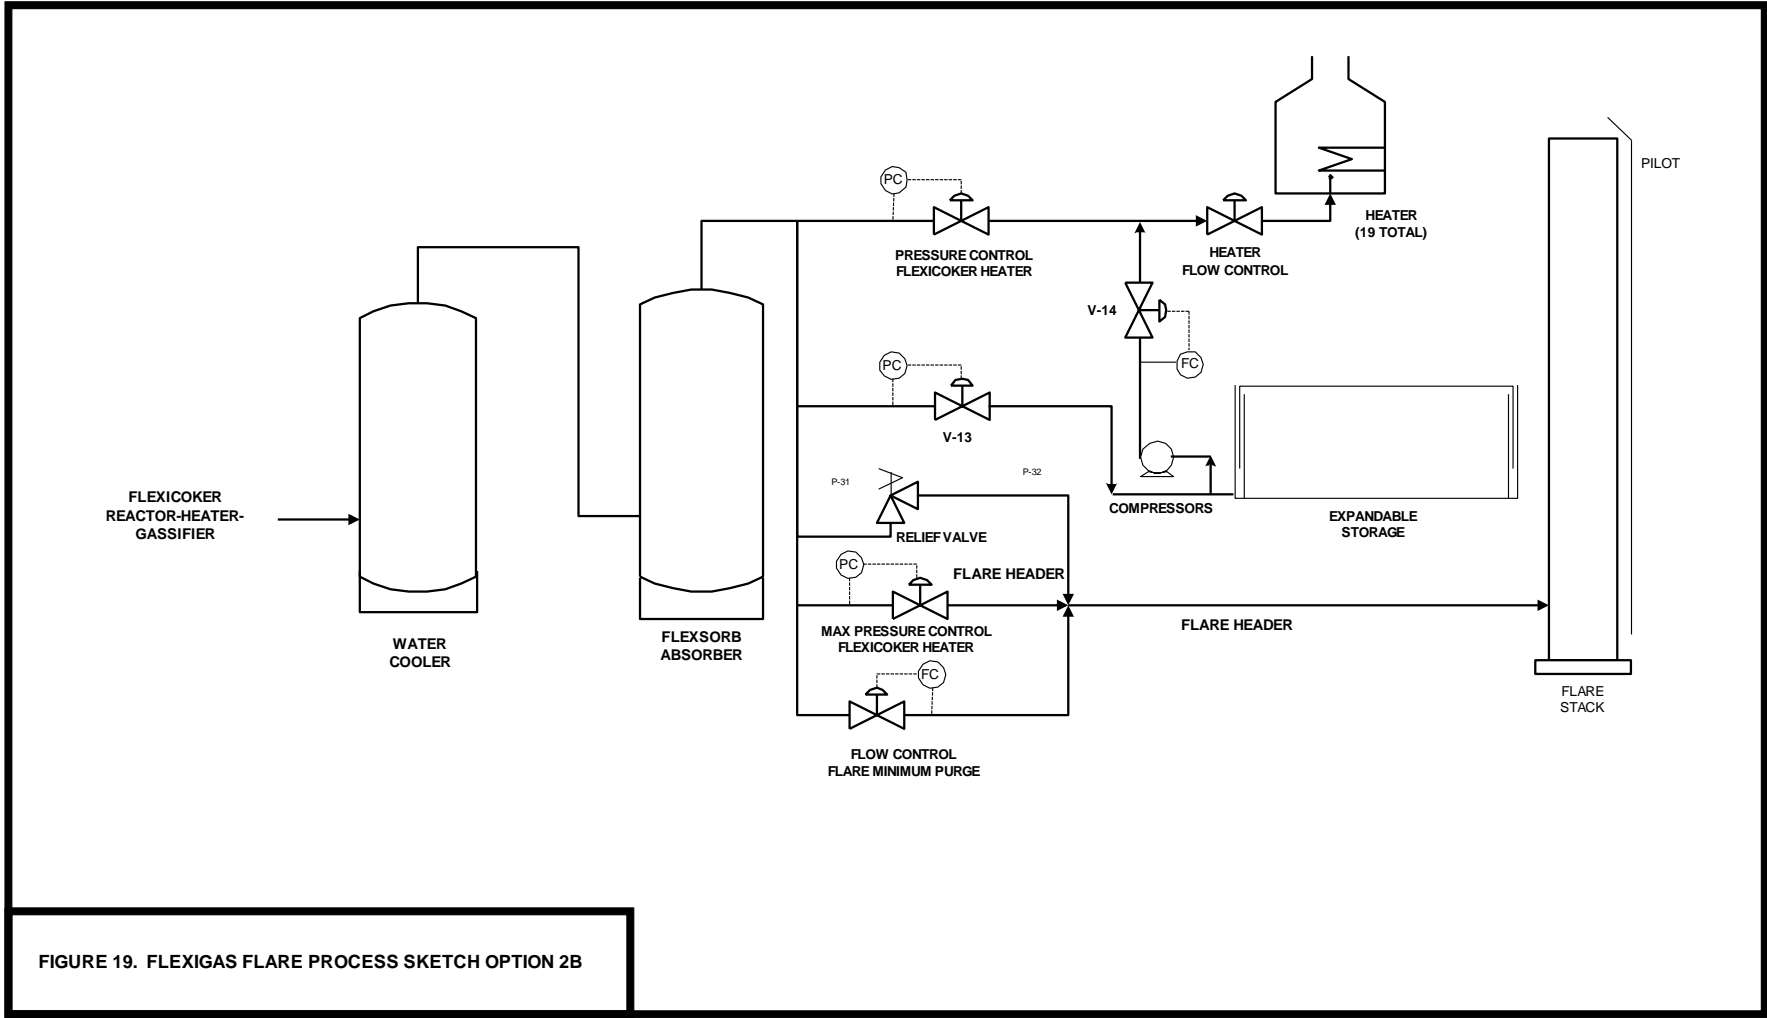 PILOT
PC
HEATER
(19 TOTAL)
PRESSURE CONTROL
FLEXICOKER HEATER
HEATER
FLOW CONTROL
V-14
PC
FC
V-13
P-31
P-32
FLEXICOKER
REACTOR-HEATER-
GASSIFIER
COMPRESSORS
EXPANDABLE
STORAGE
RELIEF VALVE
PC
FLARE HEADER
FLARE HEADER
MAX PRESSURE CONTROL
FLEXICOKER HEATER
WATER
COOLER
FLEXSORB
ABSORBER
FC
FLARE
STACK
FLOW CONTROL
FLARE MINIMUM PURGE
FIGURE 19. FLEXIGAS FLARE PROCESS SKETCH OPTION 2B